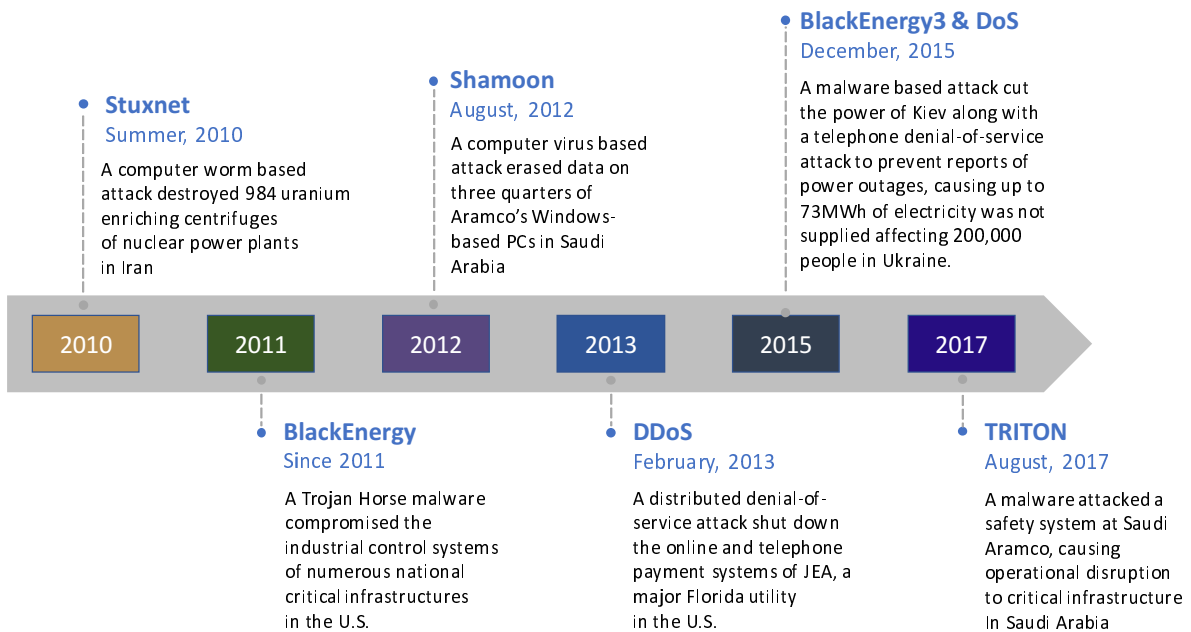 Stuxnet
Summer, 2010
A computer worm based
attack destroyed 984 uranium
enriching centrifuges
of nuclear power plants
in Iran
Shamoon
August, 2012
A computer virus based
attack erased data on
three quarters of
Aramco’s Windows-
based PCs in Saudi
Arabia
BlackEnergy3 & DoS
December, 2015
A malware based attack cut
the power of Kiev along with
a telephone denial-of-service
attack to prevent reports of
power outages, causing up to
73MWh of electricity was not
supplied affecting 200,000
people in Ukraine.
2010
2011
2012
2013
2015
2017
BlackEnergy
Since 2011
A Trojan Horse malware
compromised the
industrial control systems
of numerous national
critical infrastructures
in the U.S.
DDoS
February, 2013
A distributed denial-of-
service attack shut down
the online and telephone
payment systems of JEA, a
major Florida utility
in the U.S.
TRITON
August, 2017
A malware attacked a
safety system at Saudi
Aramco, causing
operational disruption
to critical infrastructure
In Saudi Arabia